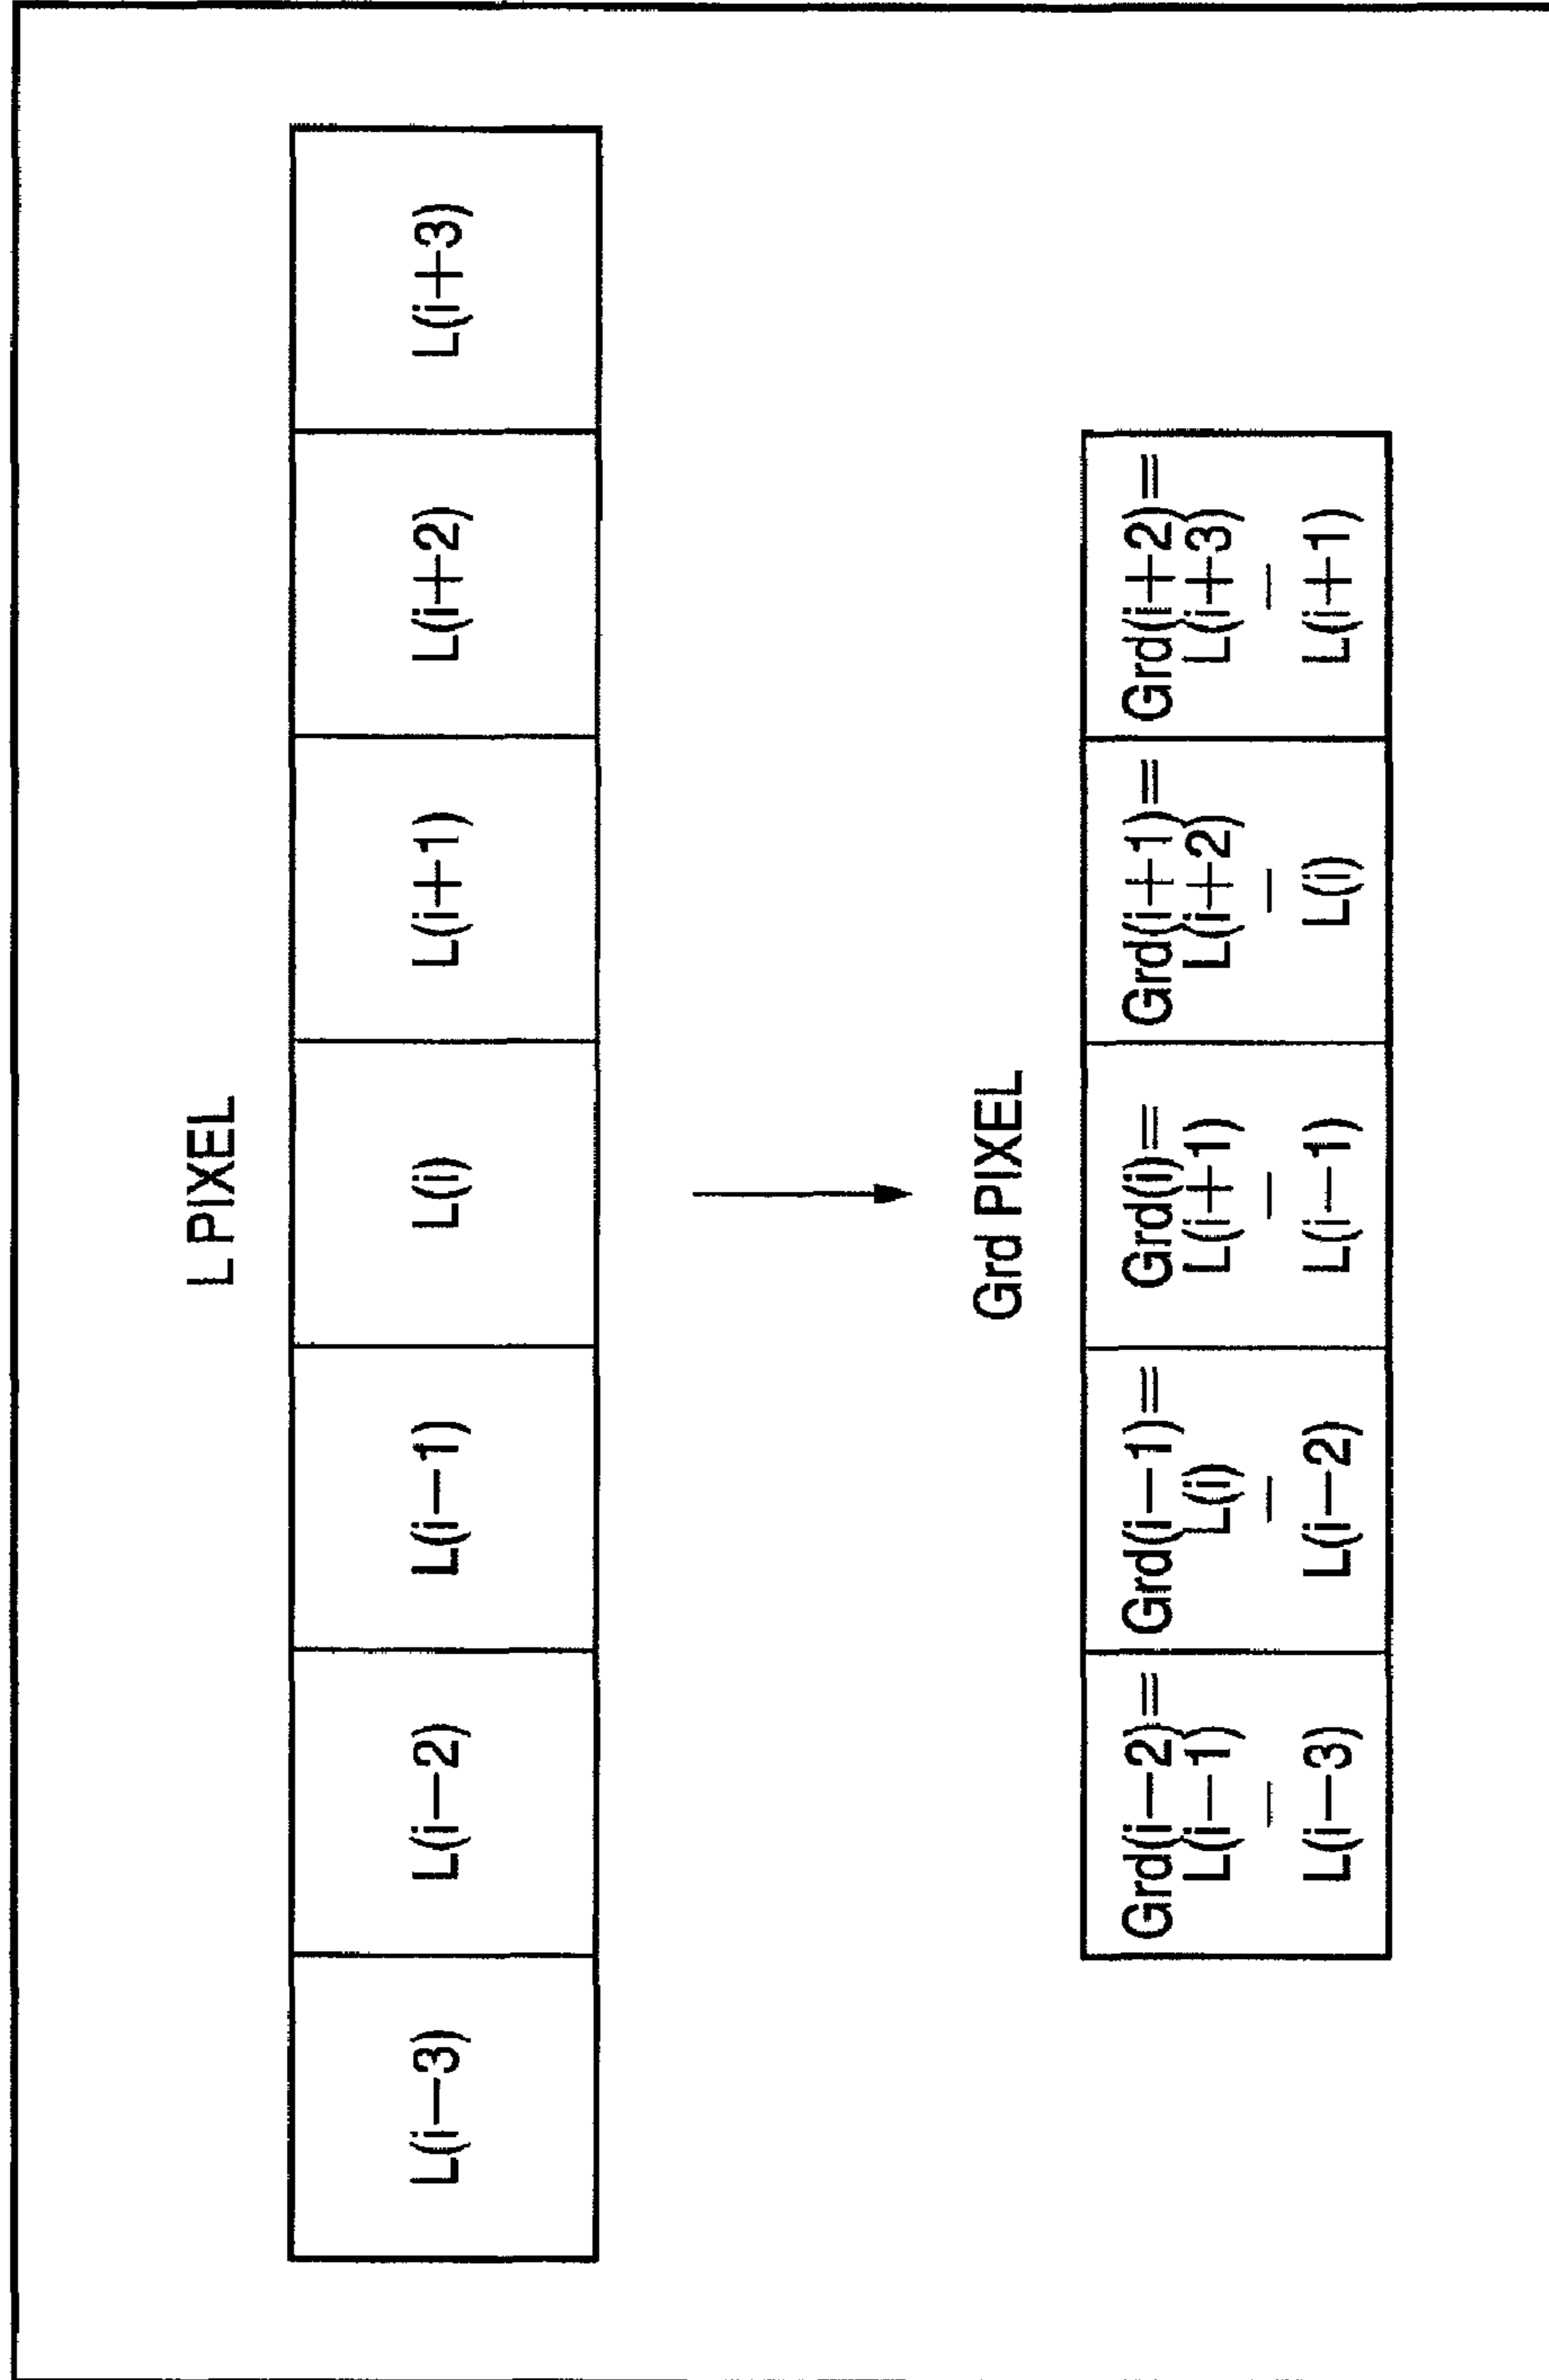 L PIXEL
L(i−3)
L(i−2)
L(i−1)
L(i)
L(i+1)
L(i+2)
L(i+3)
Grd PIXEL
Grd(i−2)=
L(i−1)
−
L(i−3)
Grd(i−1)=
L(i)
−
L(i−2)
Grd(i)=
L(i+1)
−
L(i−1)
Grd(i+1)=
L(i+2)
−
L(i)
Grd(i+2)=
L(i+3)
−
L(i+1)